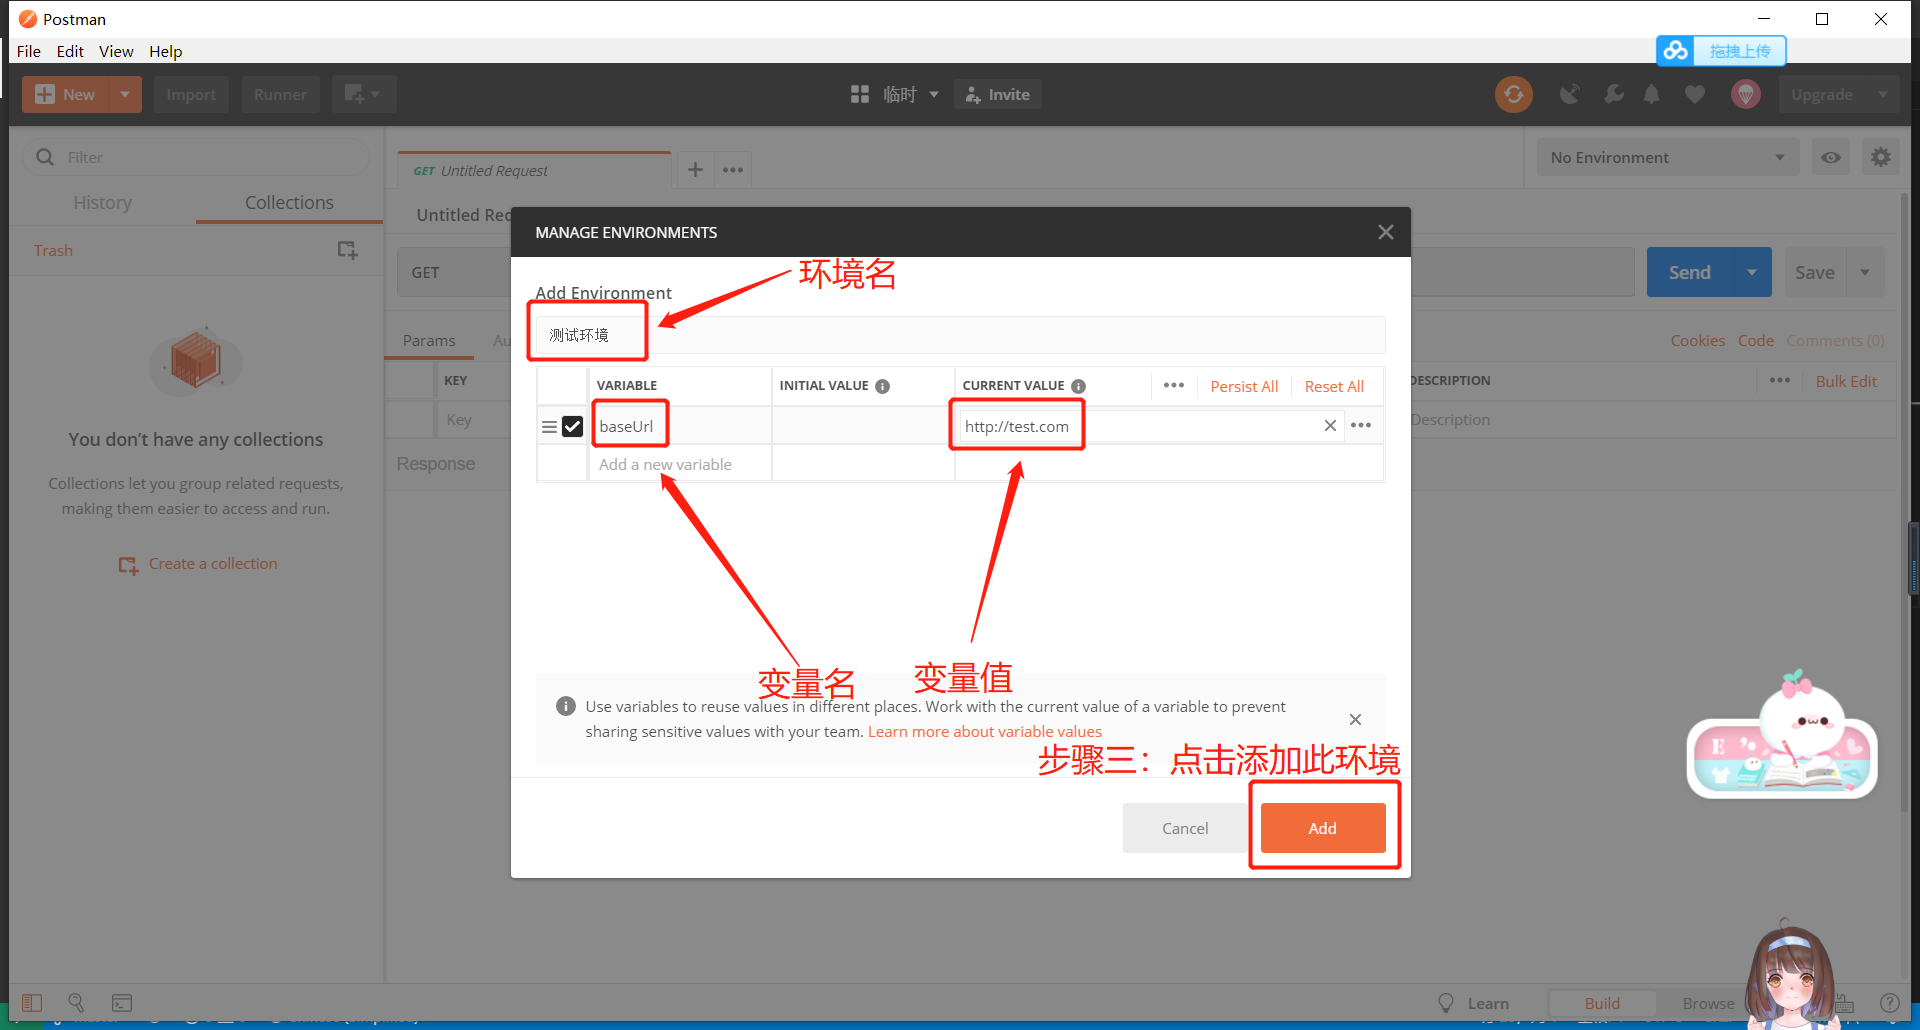 Postman
File Edit View Help
拖拽上传
New
Import
Runner
临时
Invite
Upgrade
Filter
GET Untitled Request
No Environment
History
Collections
Untitled Rec
MANAGE ENVIRONMENTS
Trash
GET
Send
Save
环境名
Add Environment
测试环境
Params
Au
Cookies Code Comments (0)
KEY
DESCRIPTION
Bulk Edit
VARIABLE
INITIAL VALUE
CURRENT VALUE
Persist All
Reset All
Key
Description
baseUrl
http://test.com
Add a new variable
Response
You don't have any collections
Collections let you group related requests,
making them easier to access and run.
Create a collection
变量名
变量值
Use variables to reuse values in different places. Work with the current value of a variable to prevent
sharing sensitive values with your team. Learn more about variable values
步骤三：点击添加此环境
Cancel
Add
Learn
Build
Browse